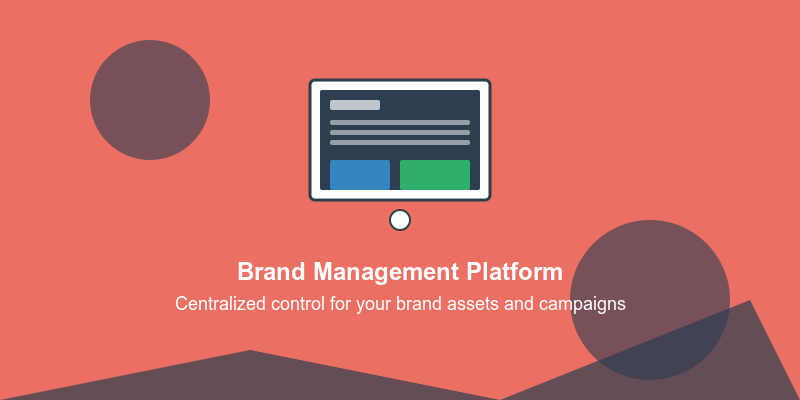 Brand Management Platform
Centralized control for your brand assets and campaigns